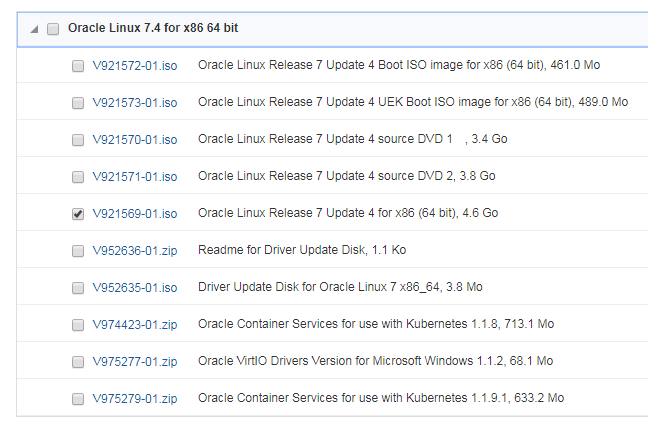 Oracle Linux 7.4 for x86 64 bit
V921572-01.iso Oracle Linux Release 7 Update 4 Boot ISO image for x86 (64 bit), 461.0 Mo
V921573-01.iso Oracle Linux Release 7 Update 4 UEK Boot ISO image for x86 (64 bit), 489.0 Mo
V921570-01.iso Oracle Linux Release 7 Update 4 source DVD 1 , 3.4 Go
V921571-01.iso Oracle Linux Release 7 Update 4 source DVD 2, 3.8 Go
V921569-01.iso Oracle Linux Release 7 Update 4 for x86 (64 bit), 4.6 Go
V952636-01.zip Readme for Driver Update Disk, 1.1 Ko
V952635-01.iso Driver Update Disk for Oracle Linux 7 x86_64, 3.8 Mo
V974423-01.zip Oracle Container Services for use with Kubernetes 1.1.8, 713.1 Mo
V975277-01.zip Oracle VirtIO Drivers Version for Microsoft Windows 1.1.2, 68.1 Mo
V975279-01.zip Oracle Container Services for use with Kubernetes 1.1.9.1, 633.2 Mo